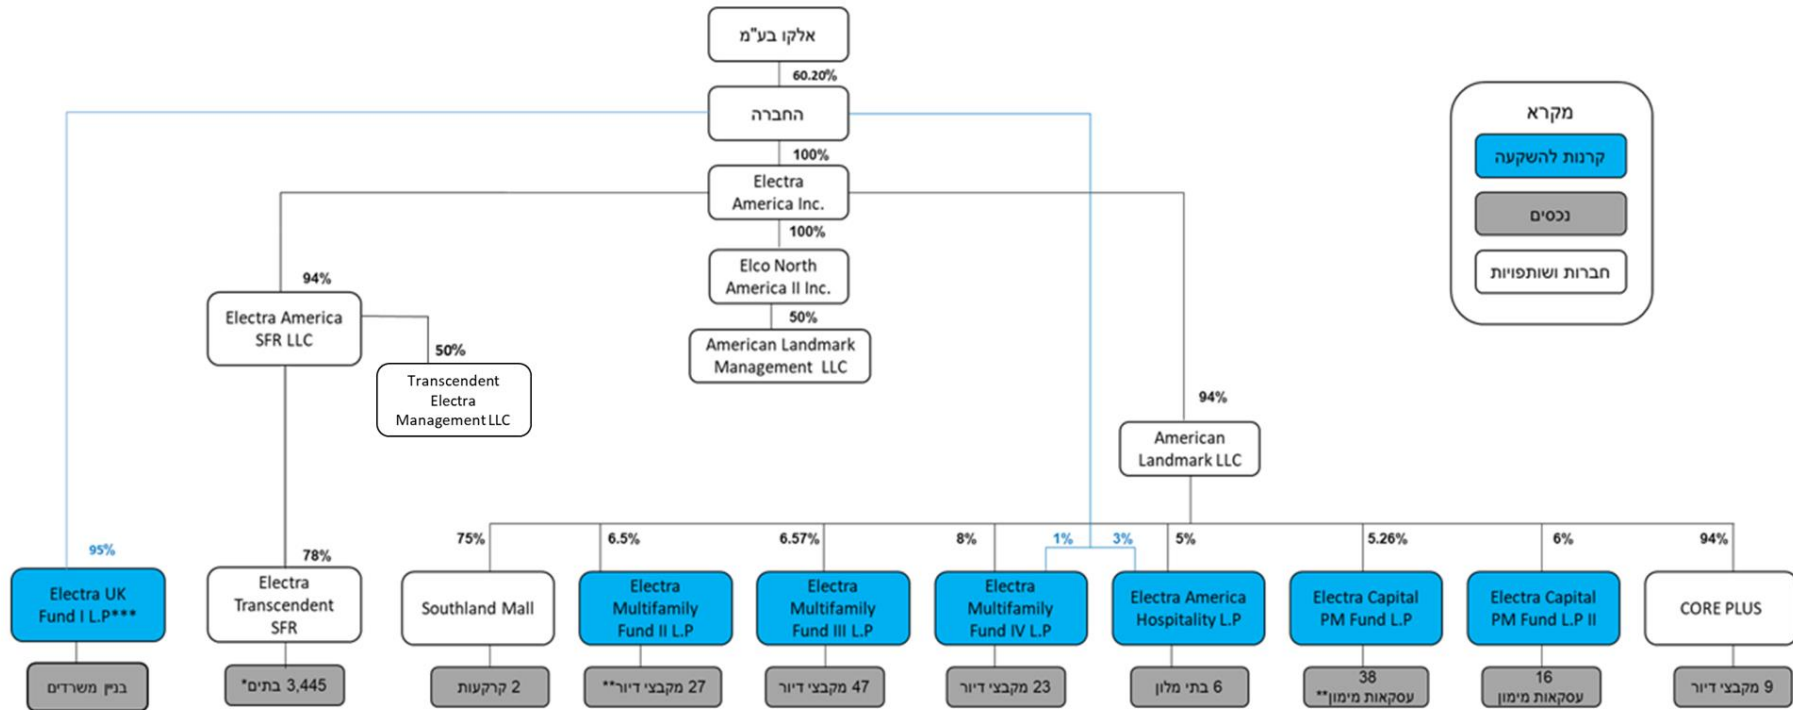 אלקו בע"מ
60.20%
החברה
100%
Electra
America Inc.
100%
Elco North
America II Inc.
50%
American Landmark
Management LLC
94%
Electra America
SFR LLC
50%
Transcendent
Electra
Management LLC
94%
American
Landmark LLC
מקרא
קרנות להשקעה
נכסים
חברות ושותפויות
95%
Electra UK
Fund I L.P***
בניין משרדים
78%
Electra
Transcendent
SFR
3,445 בתים*
75%
Southland Mall
2 קרקעות
6.5%
Electra
Multifamily
Fund II L.P
27 מקבצי דיור**
6.57%
Electra
Multifamily
Fund III L.P
47 מקבצי דיור
8%
1%
Electra
Multifamily
Fund IV L.P
23 מקבצי דיור
3%
5%
Electra America
Hospitality L.P
6 בתי מלון
5.26%
Electra Capital
PM Fund L.P
38
עסקאות מימון**
6%
Electra Capital
PM Fund L.P II
16
עסקאות מימון
94%
CORE PLUS
9 מקבצי דיור